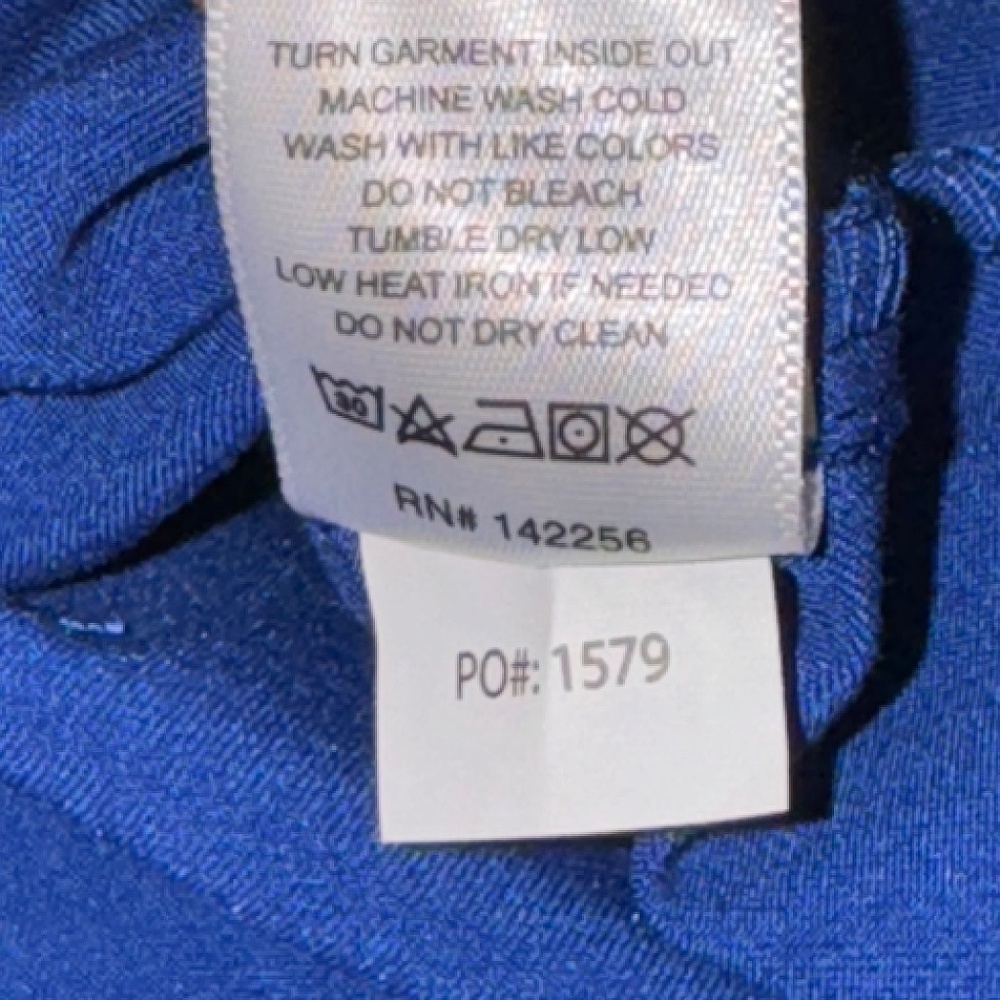 TURN GARMENT INSIDE OUT
MACHINE WASH COLD
WASH WITH LIKE COLORS
DO NOT BLEACH
TUMBLE DRY LOW
LOW HEAT IRON IF NEEDED
DO NOT DRY CLEAN
30
RN# 142256
PO#: 1579